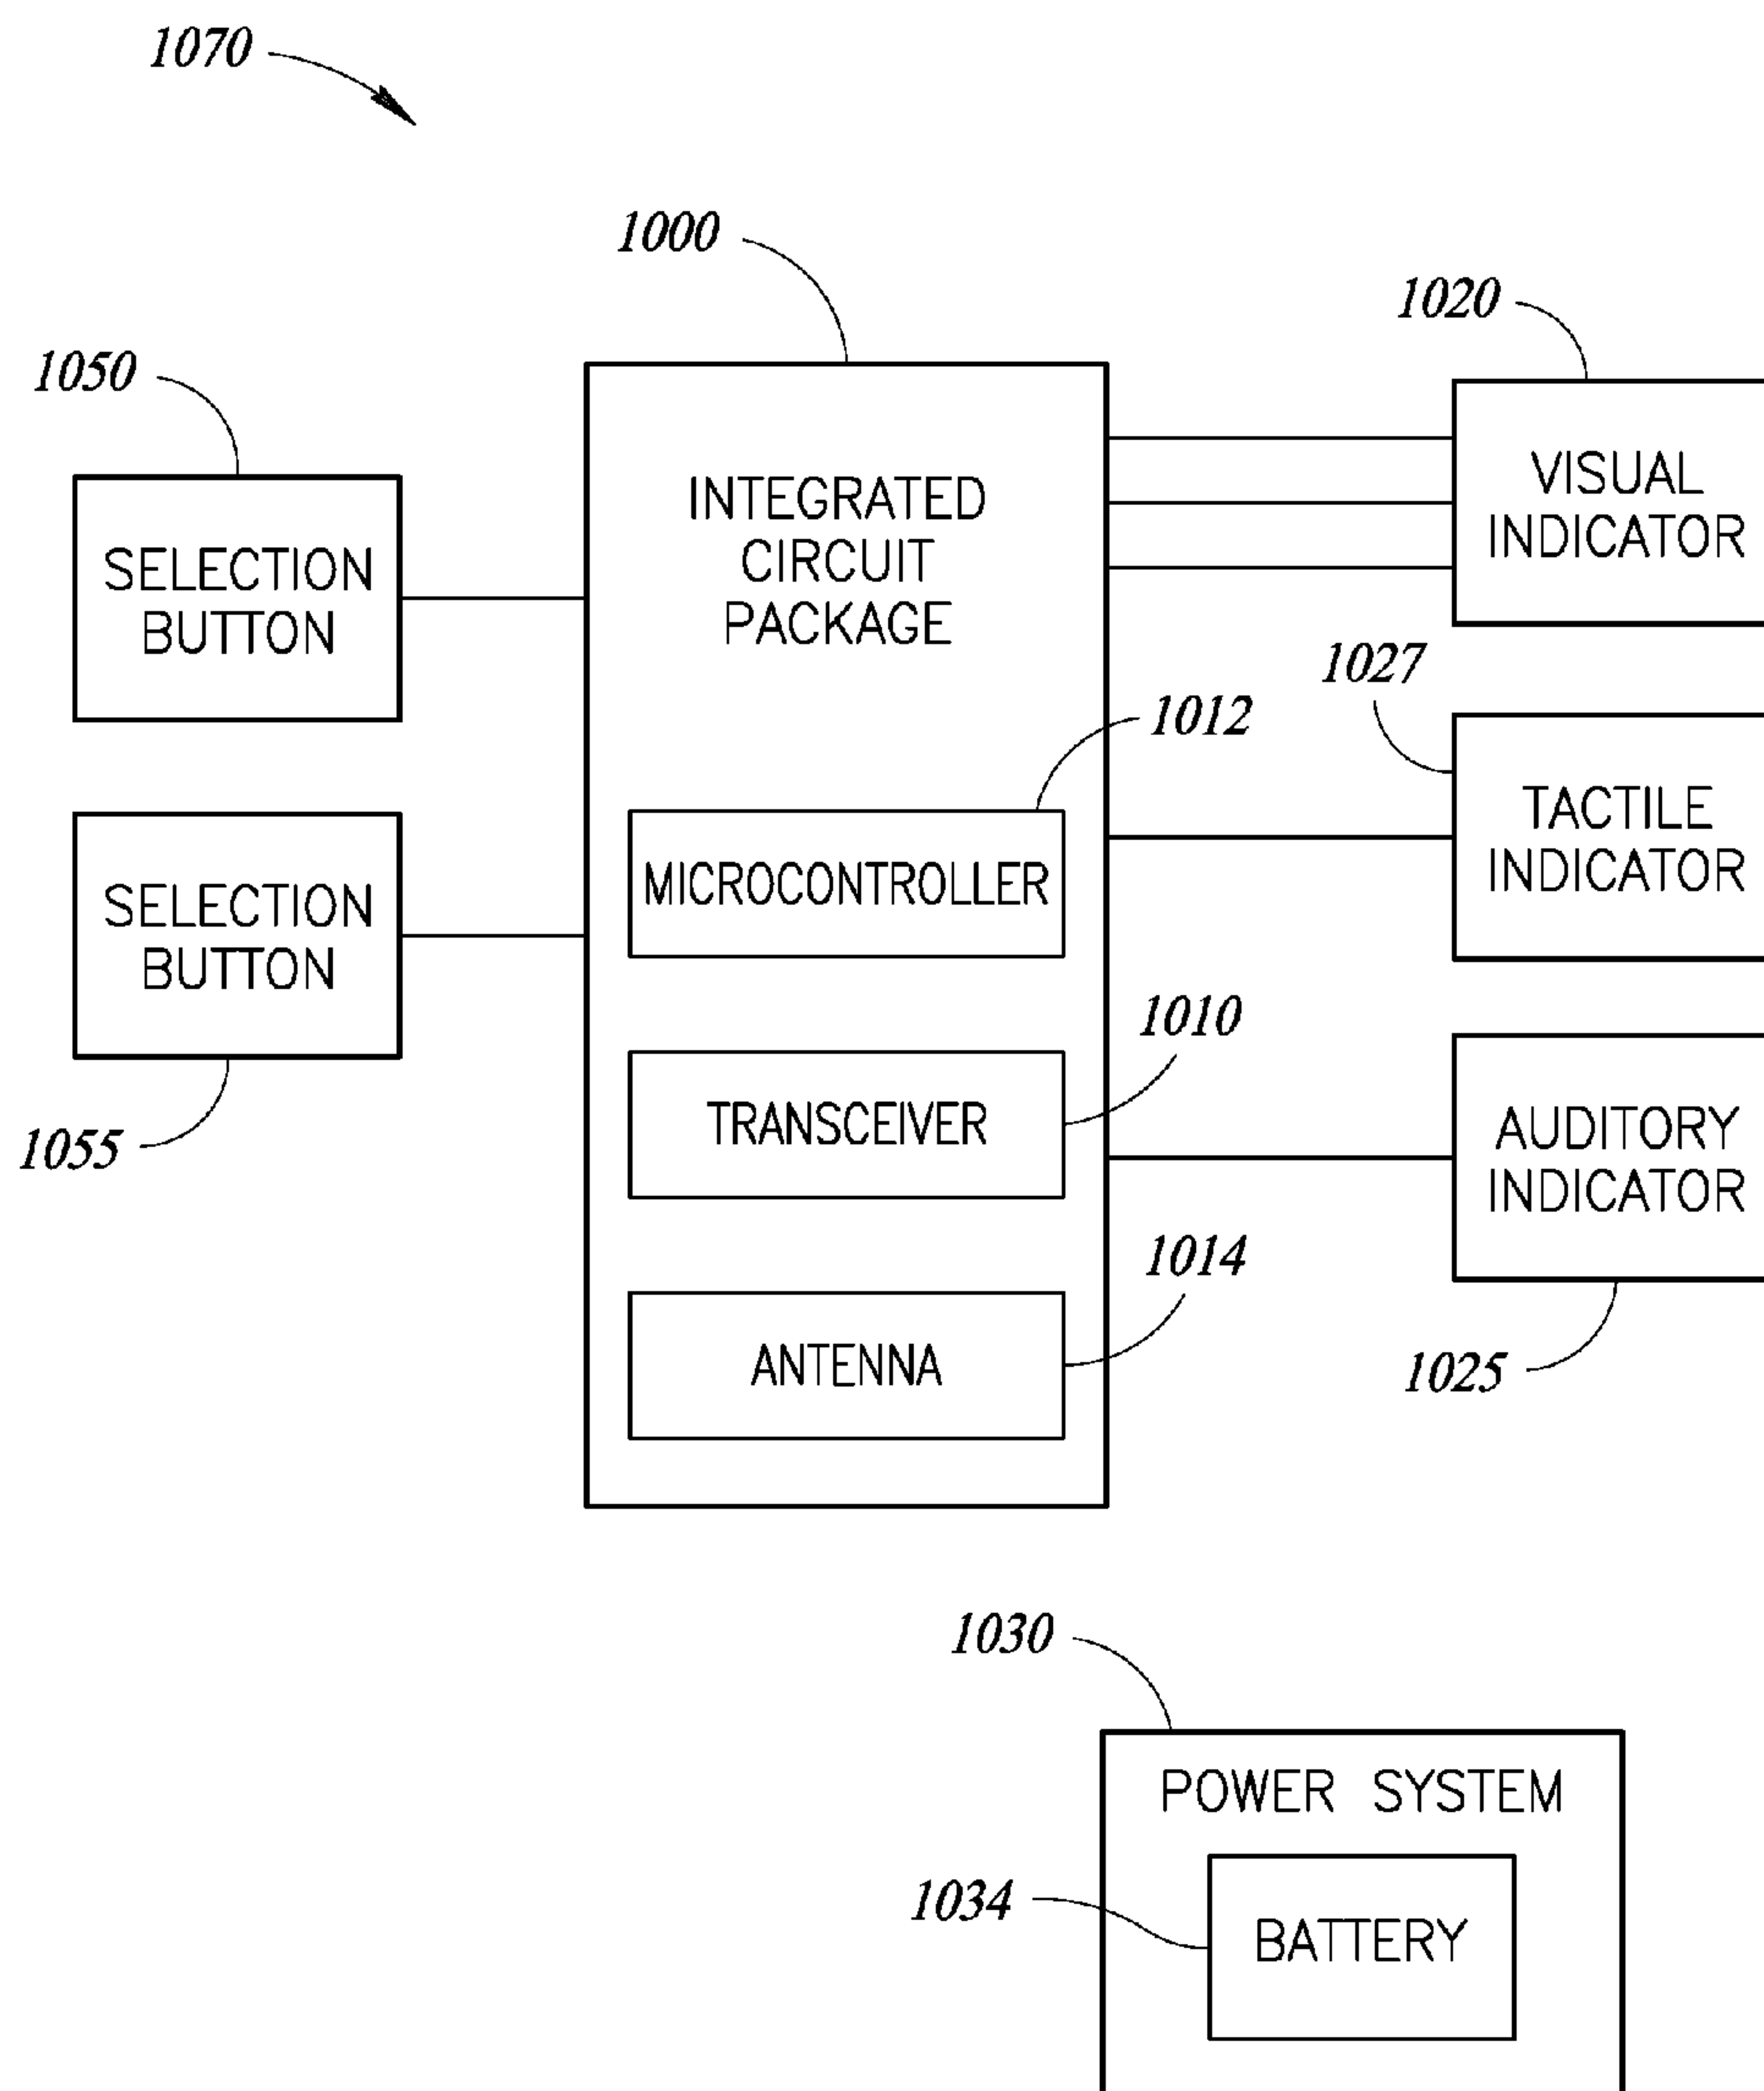 1070
1000
1020
1050
INTEGRATED
CIRCUIT
PACKAGE
VISUAL
INDICATOR
SELECTION
BUTTON
1027
1012
TACTILE
INDICATOR
MICROCONTROLLER
SELECTION
BUTTON
1010
1055
TRANSCEIVER
AUDITORY
INDICATOR
1014
ANTENNA
1025
1030
POWER SYSTEM
1034
BATTERY